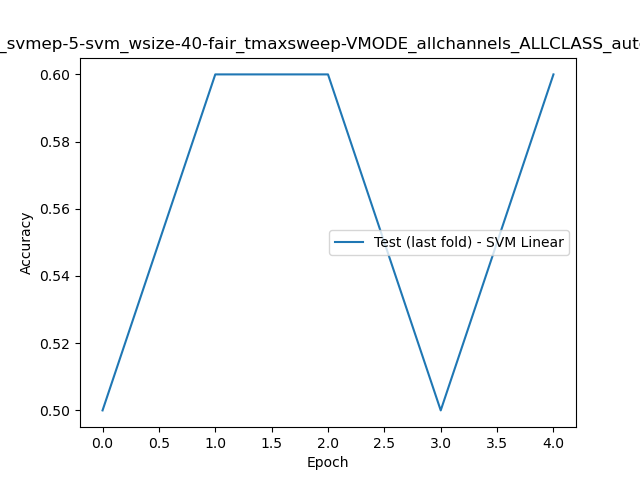 _svmep-5-svm_wsize-40-fair_tmaxsweep-VMODE_allchannels_ALLCLASS_aut
0.60
0.58
0.56
0.54
0.52
0.50
Accuracy
Test (last fold) - SVM Linear
0.0 0.5 1.0 1.5 2.0 2.5 3.0 3.5 4.0
Epoch